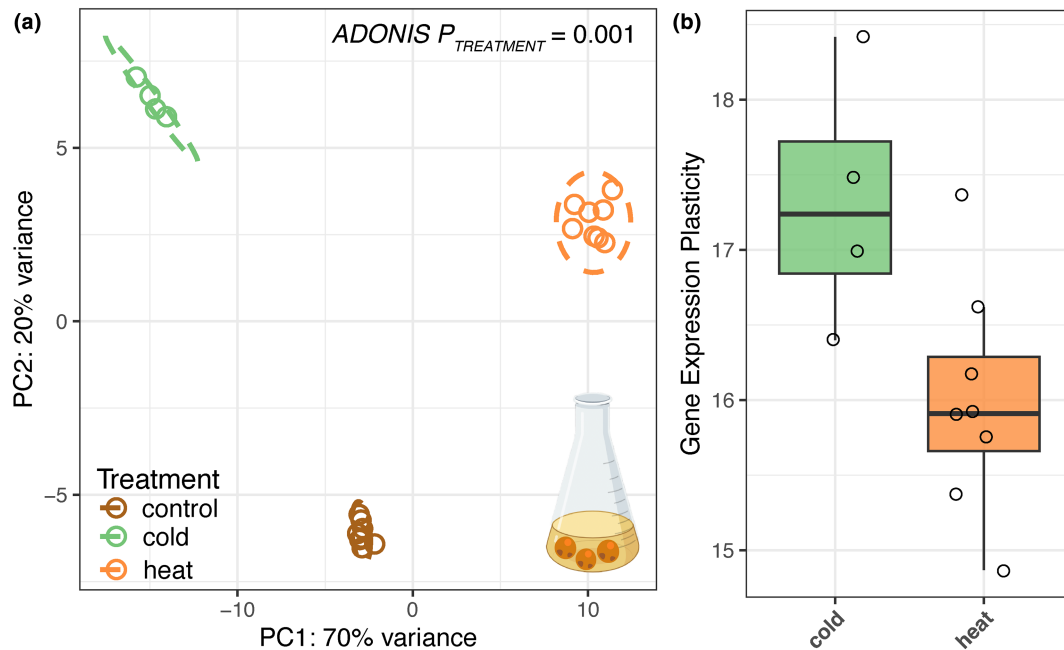 (a)
ADONIS P TREATMENT = 0.001
PC2: 20% variance
5
0
−5
−10
0
10
PC1: 70% variance
Treatment
control
cold
heat
(b)
Gene Expression Plasticity
18
17
16
15
cold
heat